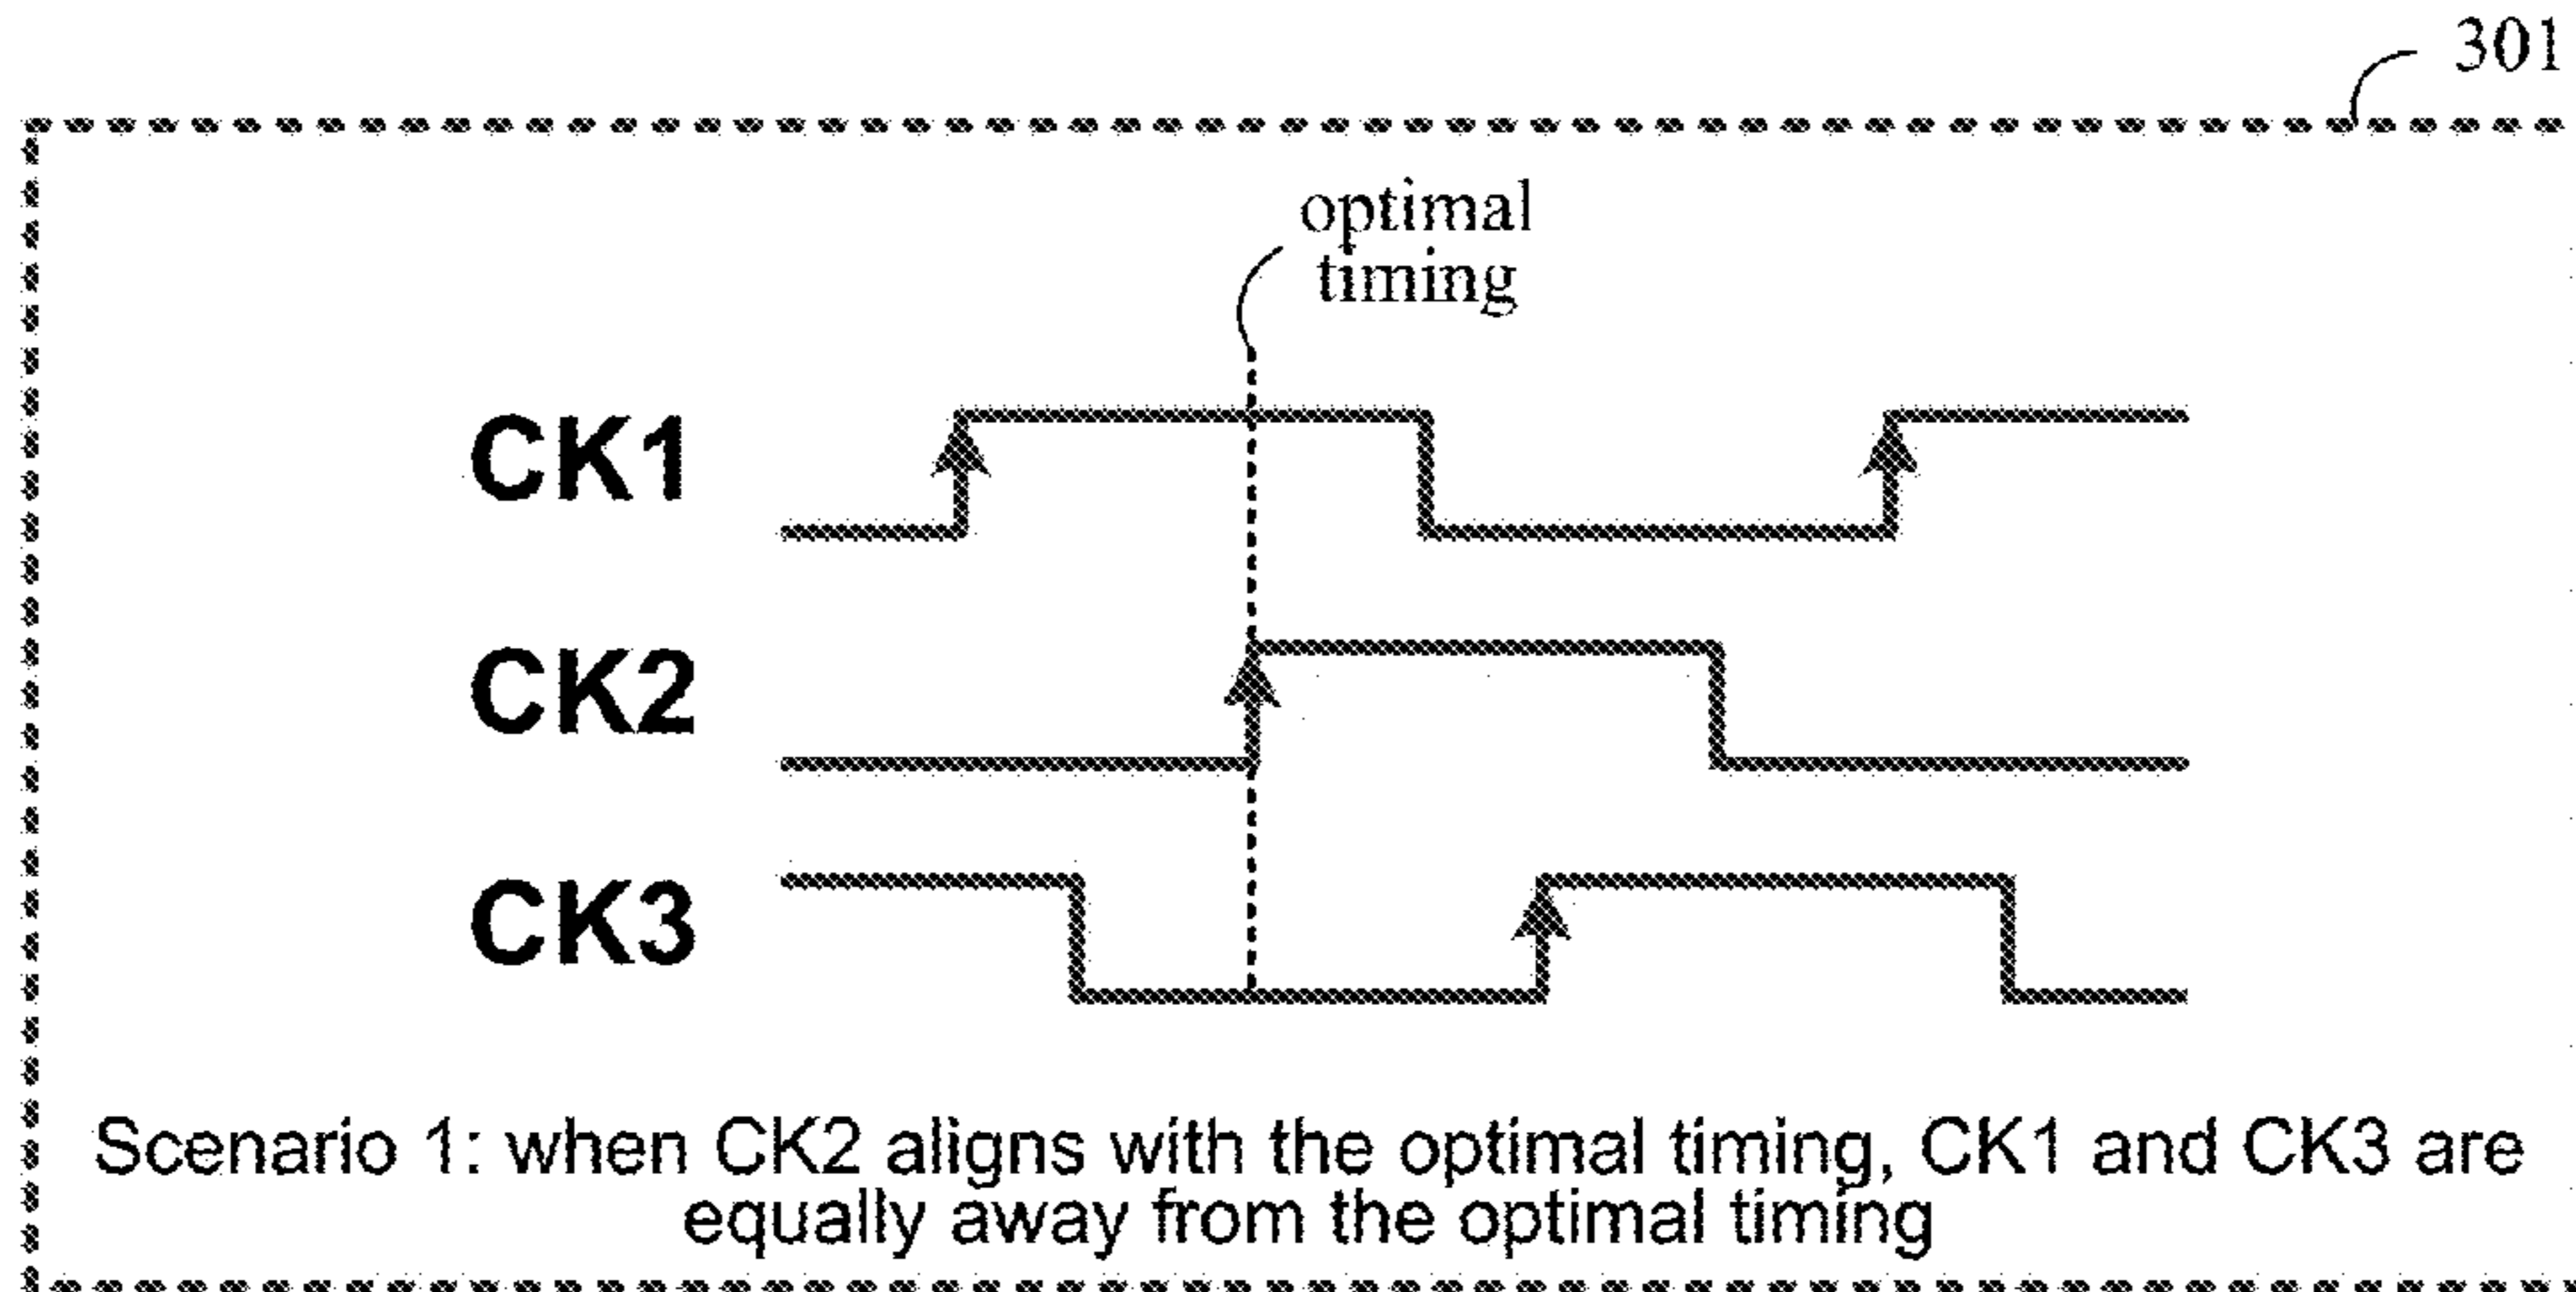 301
optimal
timing
CK1
CK2
CK3
Scenario 1: when CK2 aligns with the optimal timing, CK1 and CK3 are
equally away from the optimal timing